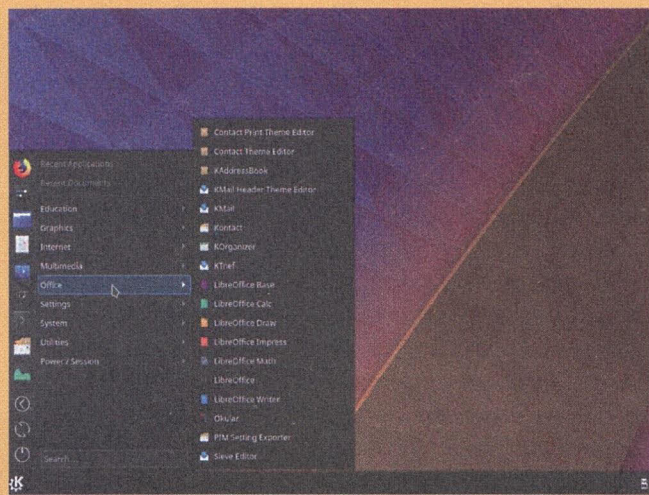 Recent Applications
Recent Documents
Education
Graphics
Internet
Multimedia
Office
Settings
System
Utilities
Power / Session
Search...
Contact Print Theme Editor
Contact Theme Editor
KAddressBook
KMail Header Theme Editor
KMail
Kontact
KOrganizer
KTnef
LibreOffice Base
LibreOffice Calc
LibreOffice Draw
LibreOffice Impress
LibreOffice Math
LibreOffice
LibreOffice Writer
Okular
PIM Setting Exporter
Sieve Editor